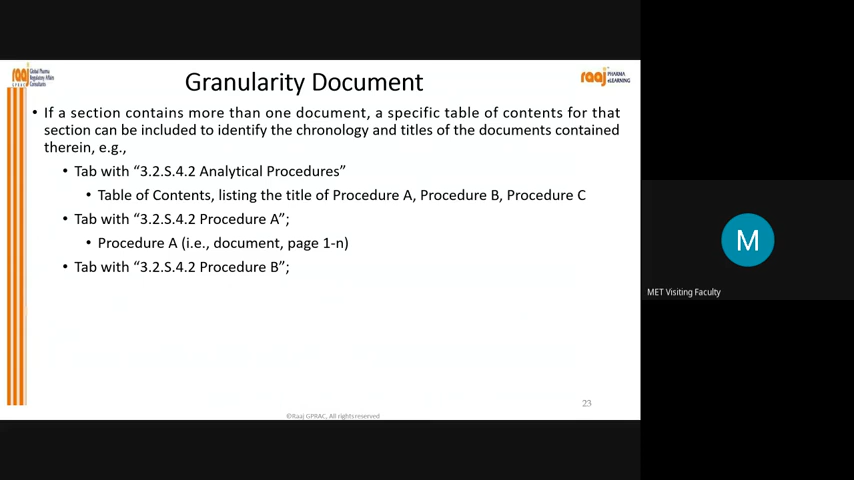 raaj
Global Pharma
Regulatory Affair
Consultants
GPRAC
Granularity Document
raaj PHARMA
eLEARNING
• If a section contains more than one document, a specific table of contents for that
section can be included to identify the chronology and titles of the documents contained
therein, e.g.,
• Tab with “3.2.S.4.2 Analytical Procedures”
• Table of Contents, listing the title of Procedure A, Procedure B, Procedure C
• Tab with “3.2.S.4.2 Procedure A”;
• Procedure A (i.e., document, page 1-n)
• Tab with “3.2.S.4.2 Procedure B”;
M
MET Visiting Faculty
23
©Raaj GPRAC, All rights reserved